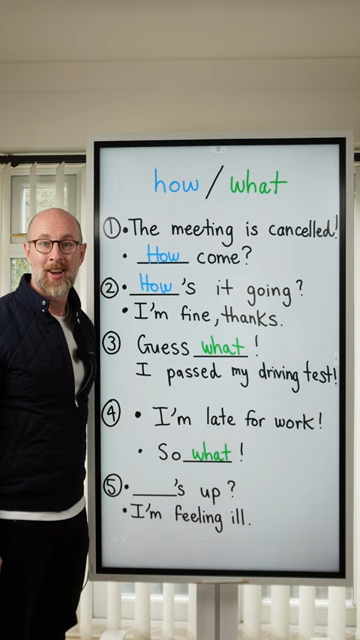 how / what
① • The meeting is cancelled!
• How come?
② • How's it going?
• I'm fine, thanks.
③ Guess what!
I passed my driving test!
④ • I'm late for work!
• So what!
⑤ • ____'s up?
• I'm feeling ill.